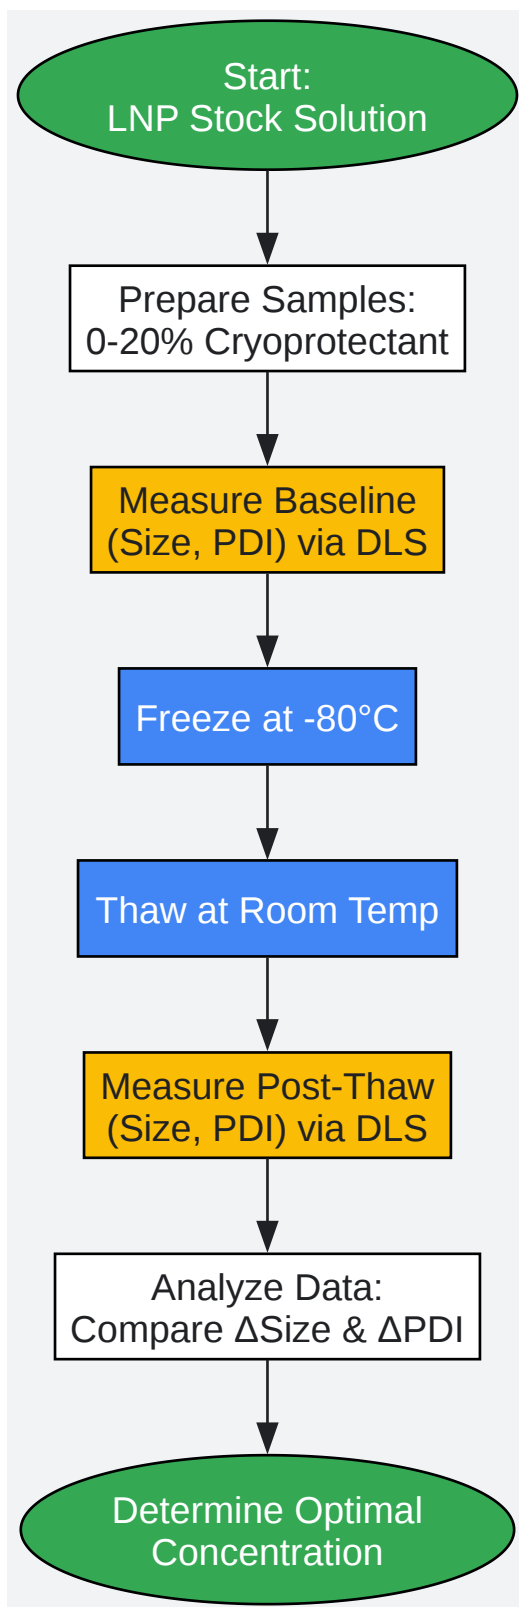 Start:
LNP Stock Solution
Prepare Samples:
0-20% Cryoprotectant
Measure Baseline
(Size, PDI) via DLS
Freeze at -80°C
Thaw at Room Temp
Measure Post-Thaw
(Size, PDI) via DLS
Analyze Data:
Compare ΔSize & ΔPDI
Determine Optimal
Concentration